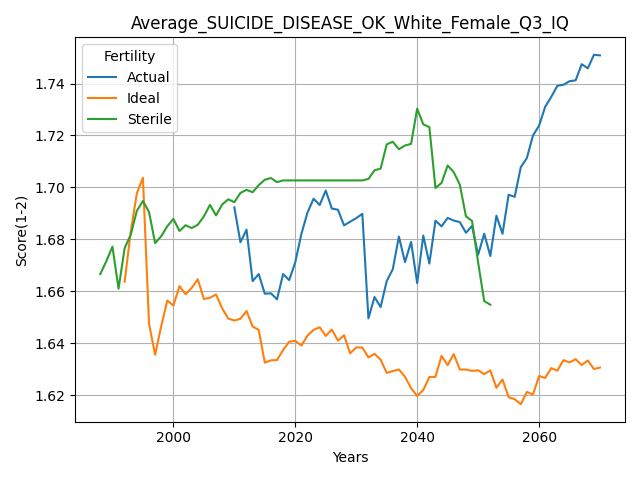 Average_SUICIDE_DISEASE_OK_White_Female_Q3_IQ
Fertility
Actual
Ideal
Sterile
Score(1-2)
1.74
1.72
1.70
1.68
1.66
1.64
1.62
2000 2020 2040 2060
Years